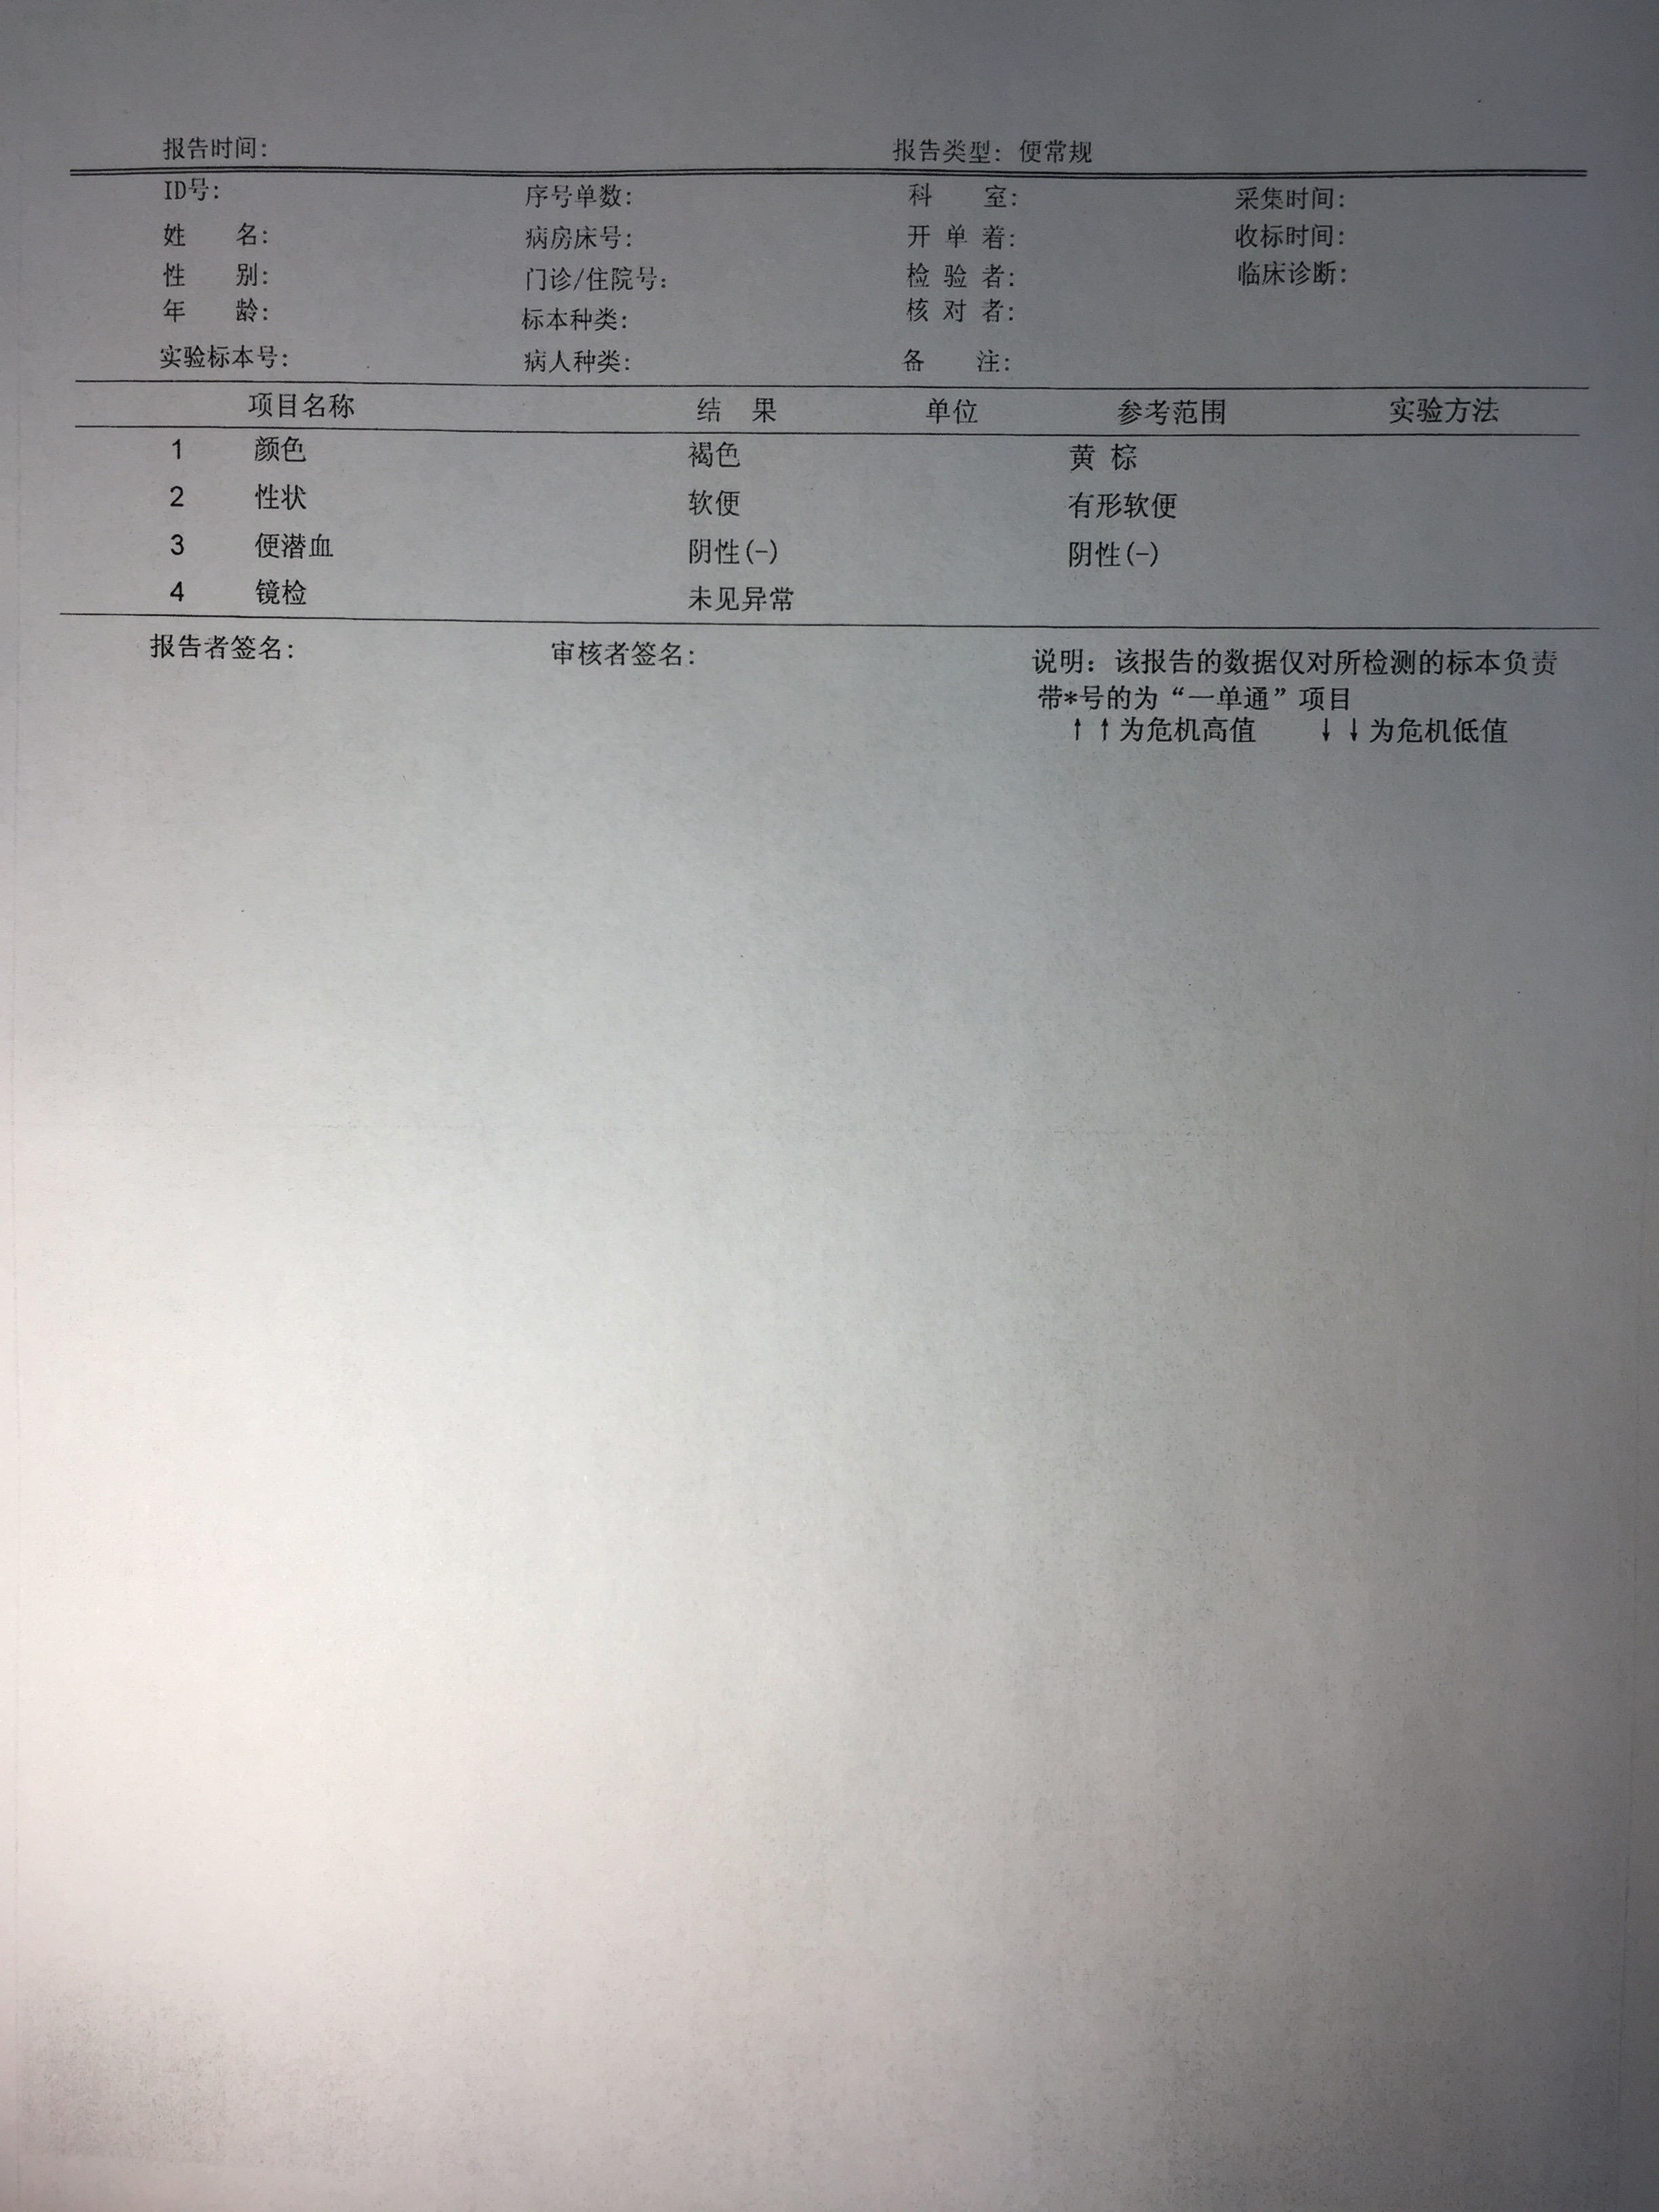 报告时间: 报告类型: 便常规
ID号: 序号单数: 科 室: 采集时间:
姓 名: 病房床号: 开 单 着: 收标时间:
性 别: 门诊/住院号: 检 验 者: 临床诊断:
年 龄: 标本种类: 核 对 者:
实验标本号: 病人种类: 备 注:
项目名称 结 果 单位 参考范围 实验方法
1 颜色 褐色 黄 棕
2 性状 软便 有形软便
3 便潜血 阴性(-) 阴性(-)
4 镜检 未见异常
报告者签名: 审核者签名: 说明: 该报告的数据仅对所检测的标本负责
带*号的为“一单通”项目
↑↑为危机高值 ↓↓为危机低值